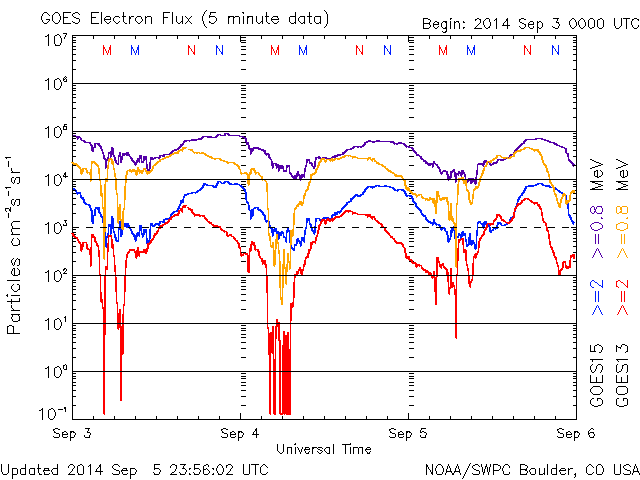 GOES Electron Flux (5 minute data)
Begin: 2014 Sep 3 0000 UTC
10⁷
M M N N M M N N M M N N
10⁶
10⁵
10⁴
10³
10²
10¹
10⁰
10⁻¹
Particles cm⁻²s⁻¹sr⁻¹
Sep 3 Sep 4 Sep 5 Sep 6
Universal Time
GOES15 >=2 >=0.8 MeV
GOES13 >=2 >=0.8 MeV
Updated 2014 Sep 5 23:56:02 UTC
NOAA/SWPC Boulder, CO USA